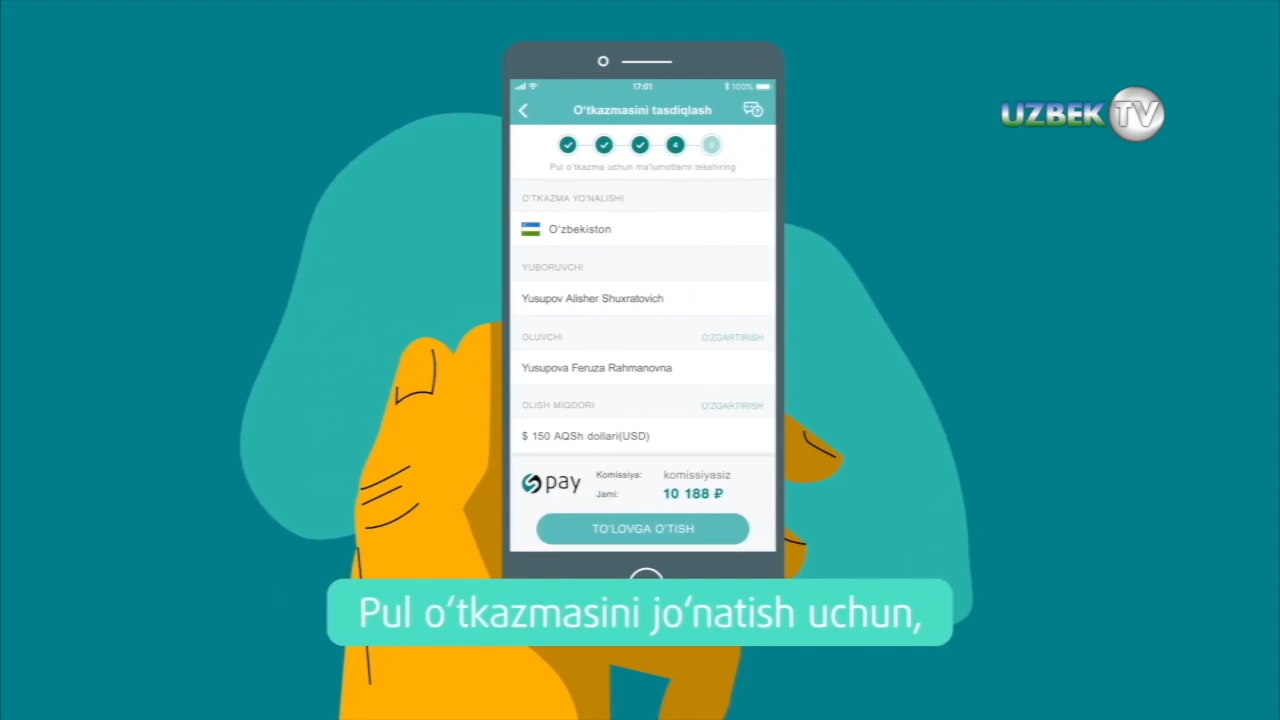 UZBEK TV
17:01
100%
O'tkazmasini tasdiqlash
4
Pul o'tkazma uchun ma'lumotlarni tekshiring
O'TKAZMA YO'NALISHI
O'zbekiston
YUBORUVCHI
Yusupov Alisher Shuxratovich
OLUVCHI O'ZGARTIRISH
Yusupova Feruza Rahmanovna
OLISH MIQDORI O'ZGARTIRISH
$ 150 AQSh dollari(USD)
pay Komissiya: komissiyasiz
Jami: 10 188 ₽
TO'LOVGA O'TISH
Pul o'tkazmasini jo'natish uchun,